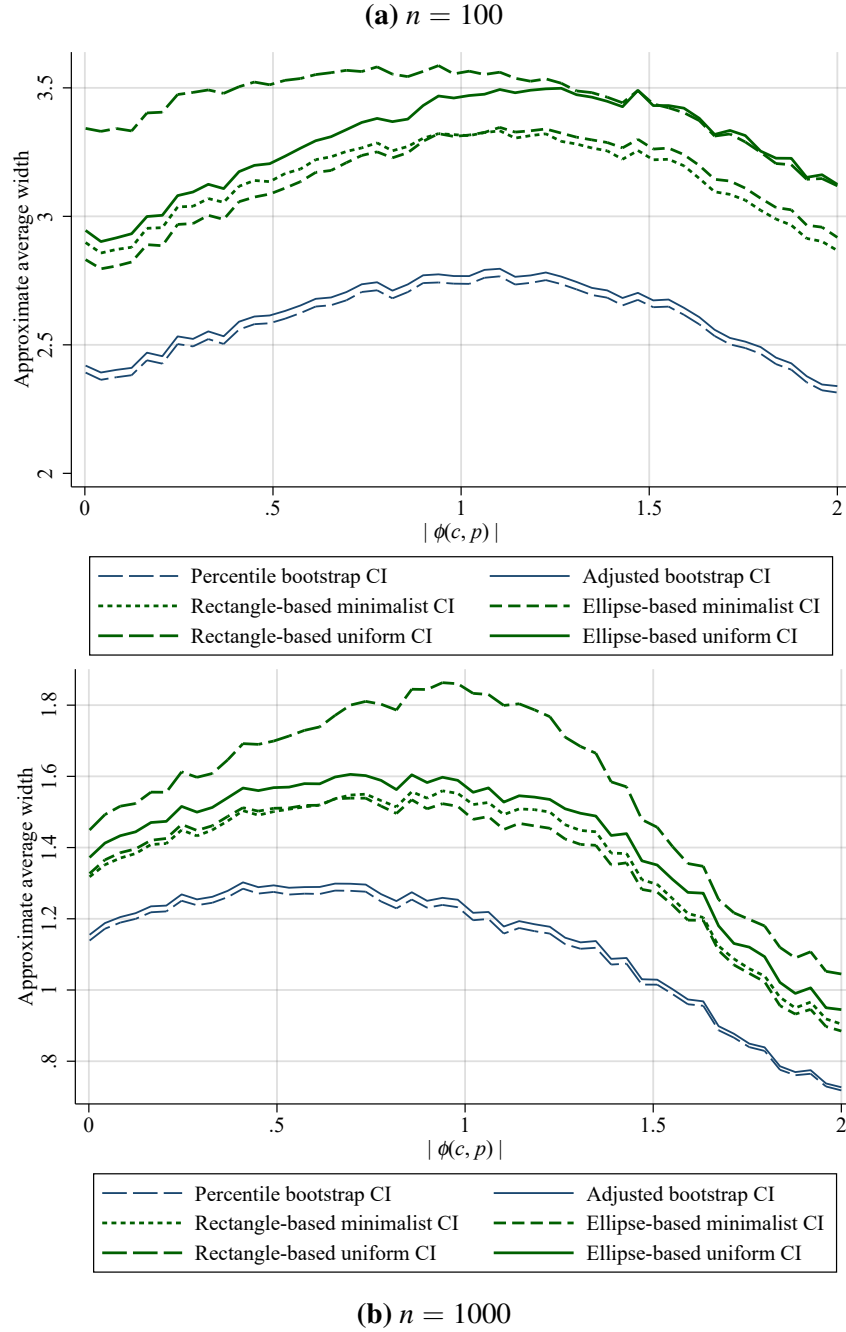 (a) n = 100
3.5
3
2.5
2
Approximate average width
0 .5 1 1.5 2
| ϕ(c, p) |
Percentile bootstrap CI Adjusted bootstrap CI
Rectangle-based minimalist CI Ellipse-based minimalist CI
Rectangle-based uniform CI Ellipse-based uniform CI
1.8
1.6
1.4
1.2
1
.8
Approximate average width
0 .5 1 1.5 2
| ϕ(c, p) |
Percentile bootstrap CI Adjusted bootstrap CI
Rectangle-based minimalist CI Ellipse-based minimalist CI
Rectangle-based uniform CI Ellipse-based uniform CI
(b) n = 1000